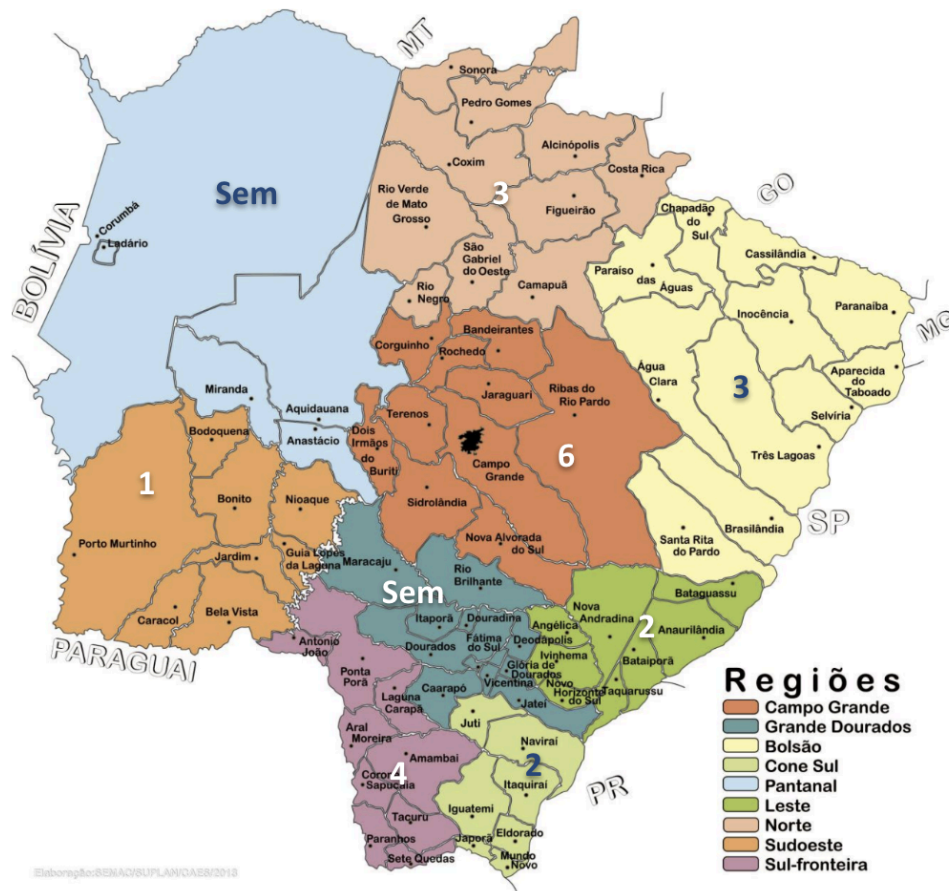 MT
Sonora
Pedro Gomes
Alcinópolis
Coxim
Costa Rica
3
Rio Verde
de Mato
Grosso
Figueirão
São
Gabriel
do Oeste
Rio
Negro
Camapuã
Sem
Corumbá
Ladário
BOLÍVIA
GO
Chapadão
do
Sul
Cassilândia
Paraíso
das
Águas
Paranaíba
Inocência
MG
Água
Clara
3
Aparecida
do
Taboado
Selvíria
Três Lagoas
Brasilândia
Santa Rita
do Pardo
SP
Bandeirantes
Corguinho
Rochedo
Jaraguari
Ribas do
Rio Pardo
Terenos
Dois
Irmãos
do
Buriti
Campo
Grande
6
Sidrolândia
Nova Alvorada
do Sul
Miranda
Aquidauana
Anastácio
Bodoquena
1
Bonito
Nioaque
Porto Murtinho
Jardim
Guia Lopes
da Laguna
Caracol
Bela Vista
PARAGUAI
Maracaju
Rio
Brilhante
Sem
Itaporã
Douradina
Dourados
Fátima
do Sul
Deodápolis
Glória de
Dourados
Vicentina
Caarapó
Jateí
Angélica
Nova
Andradina
Bataguassu
2
Anaurilândia
Ivinhema
Bataiporã
Novo
Horizonte
do Sul
Taquarussu
Antonio
João
Ponta
Porã
Laguna
Carapã
Aral
Moreira
Amambai
4
Coron
Sapucaia
Tacuru
Paranhos
Sete Quedas
Juti
Naviraí
2
Itaquiraí
Iguatemi
Eldorado
Japorã
Mundo
Novo
PR
Regiões
Campo Grande
Grande Dourados
Bolsão
Cone Sul
Pantanal
Leste
Norte
Sudoeste
Sul-fronteira
Elaboração:SENAD/SUPLAN/OAES/2013